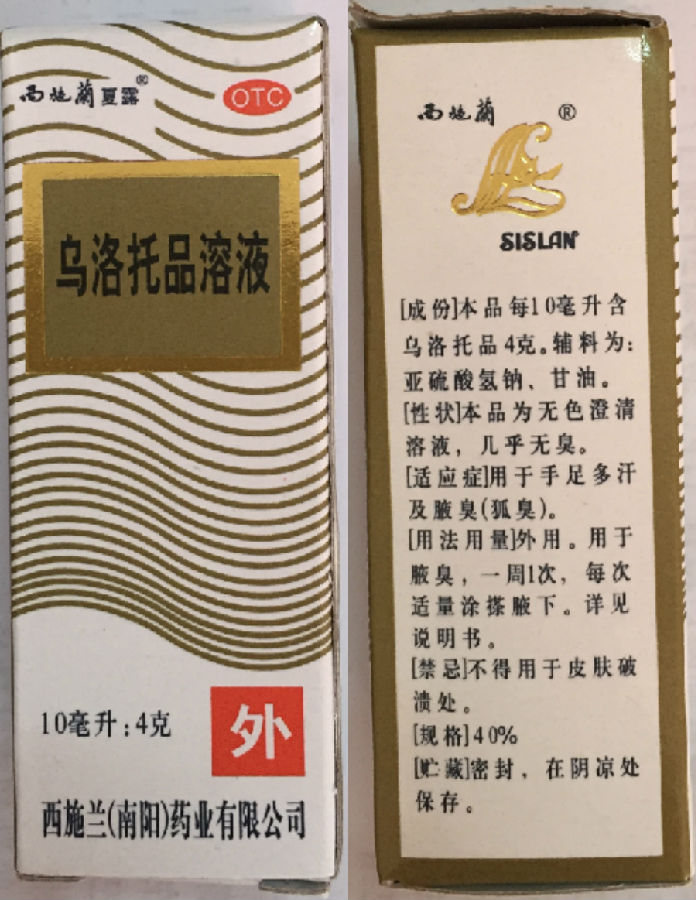 西施蘭夏露®
OTC
乌洛托品溶液
10毫升:4克
外
西施兰(南阳)药业有限公司
西施蘭
®
SISLAN
[成份]本品每10毫升含
乌洛托品4克。辅料为:
亚硫酸氢钠、甘油。
[性状]本品为无色澄清
溶液，几乎无臭。
[适应症]用于手足多汗
及腋臭(狐臭)。
[用法用量]外用。用于
腋臭，一周1次，每次
适量涂搽腋下。详见
说明书。
[禁忌]不得用于皮肤破
溃处。
[规格]40%
[贮藏]密封，在阴凉处
保存。